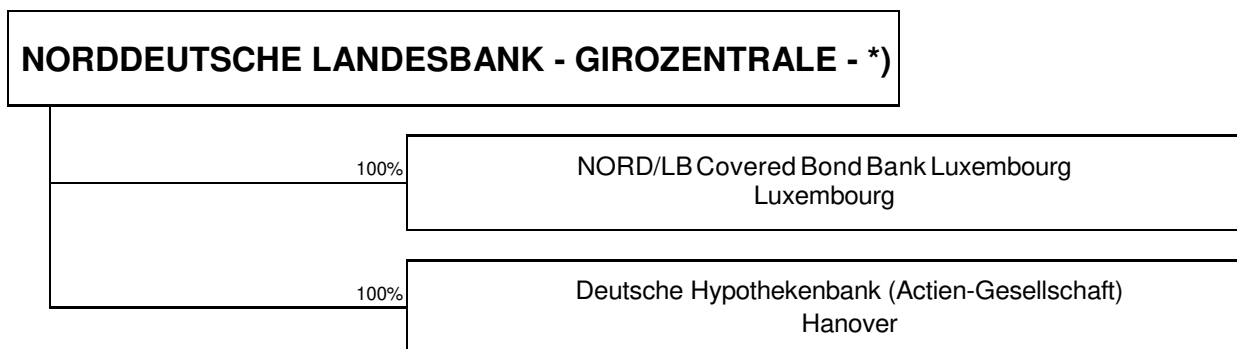 NORDDEUTSCHE LANDESBANK - GIROZENTRALE - *)
100%
NORD/LB Covered Bond Bank Luxembourg
Luxembourg
100%
Deutsche Hypothekenbank (Actien-Gesellschaft)
Hanover